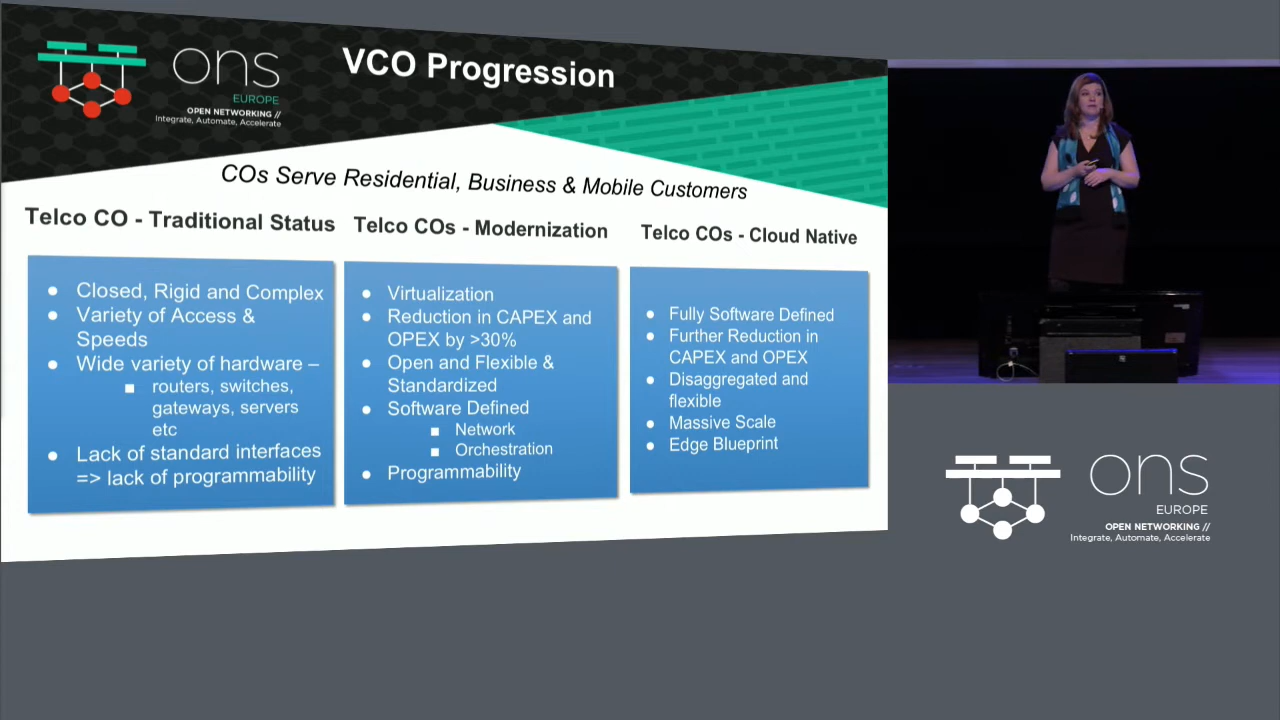 ons
EUROPE
OPEN NETWORKING //
Integrate, Automate, Accelerate
VCO Progression
COs Serve Residential, Business & Mobile Customers
Telco CO - Traditional Status
Closed, Rigid and Complex
Variety of Access &
Speeds
Wide variety of hardware –
routers, switches,
gateways, servers
etc
Lack of standard interfaces
=> lack of programmability
Telco COs - Modernization
Virtualization
Reduction in CAPEX and
OPEX by >30%
Open and Flexible &
Standardized
Software Defined
Network
Orchestration
Programmability
Telco COs - Cloud Native
Fully Software Defined
Further Reduction in
CAPEX and OPEX
Disaggregated and
flexible
Massive Scale
Edge Blueprint
ons
EUROPE
OPEN NETWORKING //
Integrate, Automate, Accelerate